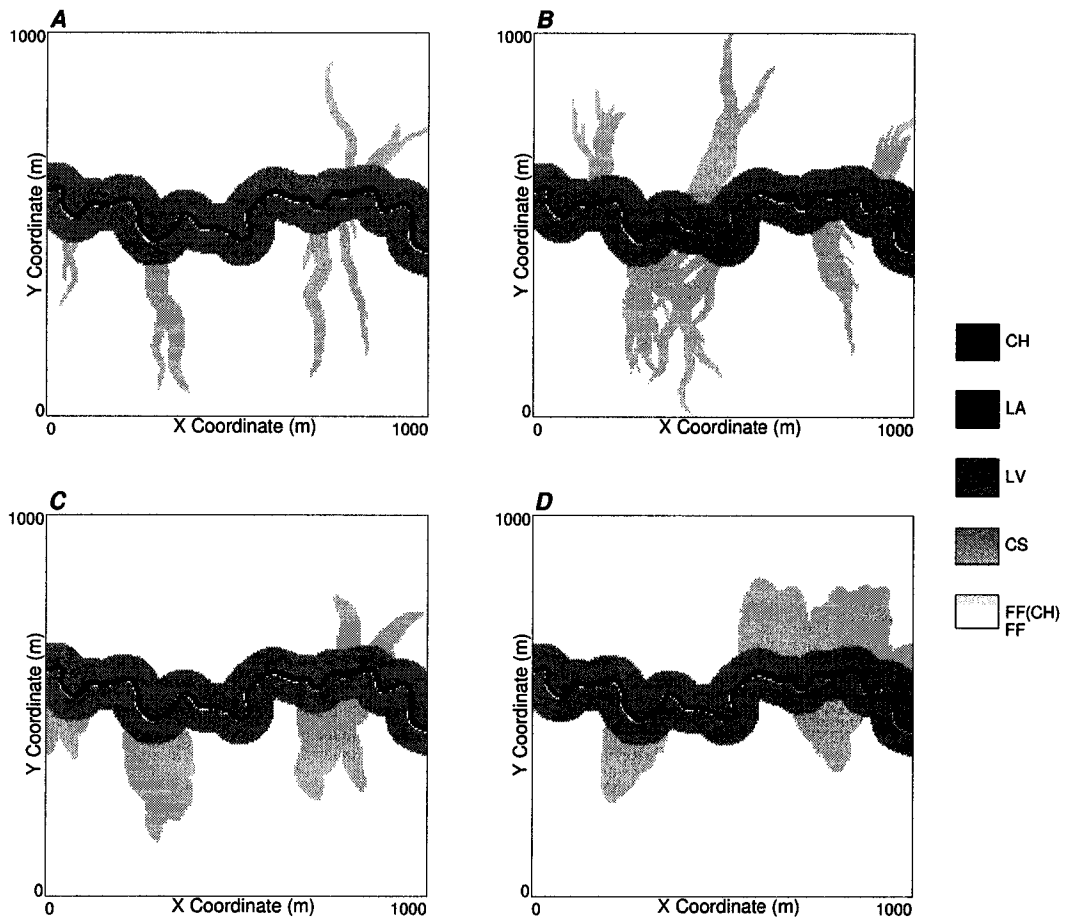 A
1000
Y Coordinate (m)
0
0
X Coordinate (m)
1000
B
1000
Y Coordinate (m)
0
0
X Coordinate (m)
1000
C
1000
Y Coordinate (m)
0
0
X Coordinate (m)
1000
D
1000
Y Coordinate (m)
0
0
X Coordinate (m)
1000
CH
LA
LV
CS
FF(CH)
FF